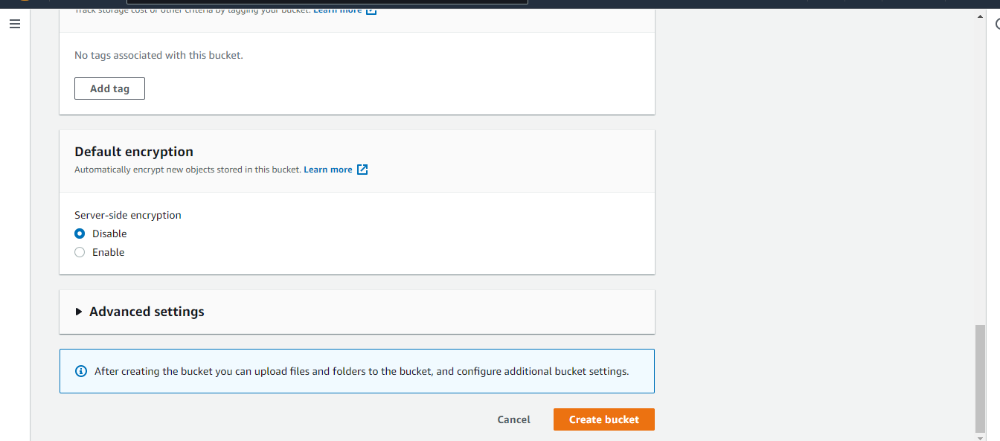 Track storage cost or other criteria by tagging your bucket. Learn more
No tags associated with this bucket.
Add tag
Default encryption
Automatically encrypt new objects stored in this bucket. Learn more
Server-side encryption
Disable
Enable
Advanced settings
After creating the bucket you can upload files and folders to the bucket, and configure additional bucket settings.
Cancel
Create bucket